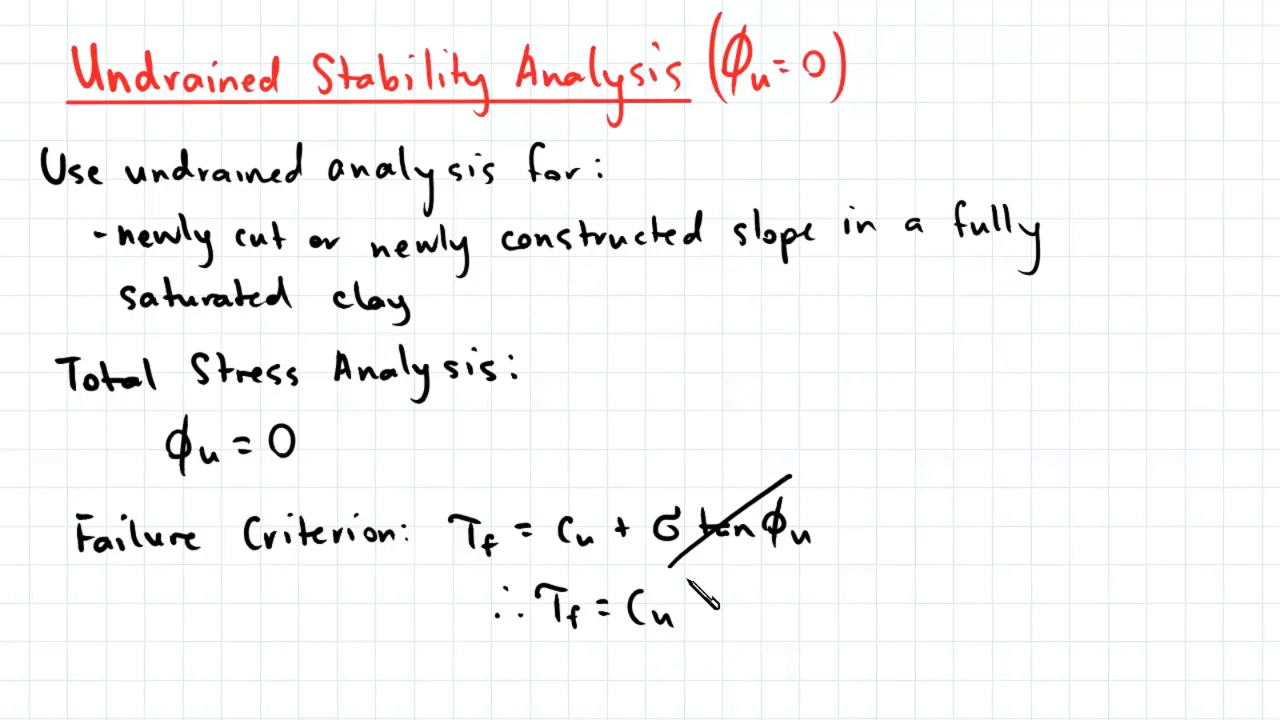 Undrained Stability Analysis (ϕu = 0)
Use undrained analysis for:
- newly cut or newly constructed slope in a fully
saturated clay
Total Stress Analysis:
ϕu = 0
Failure Criterion: τf = cu + σ tan ϕu
∴ τf = cu